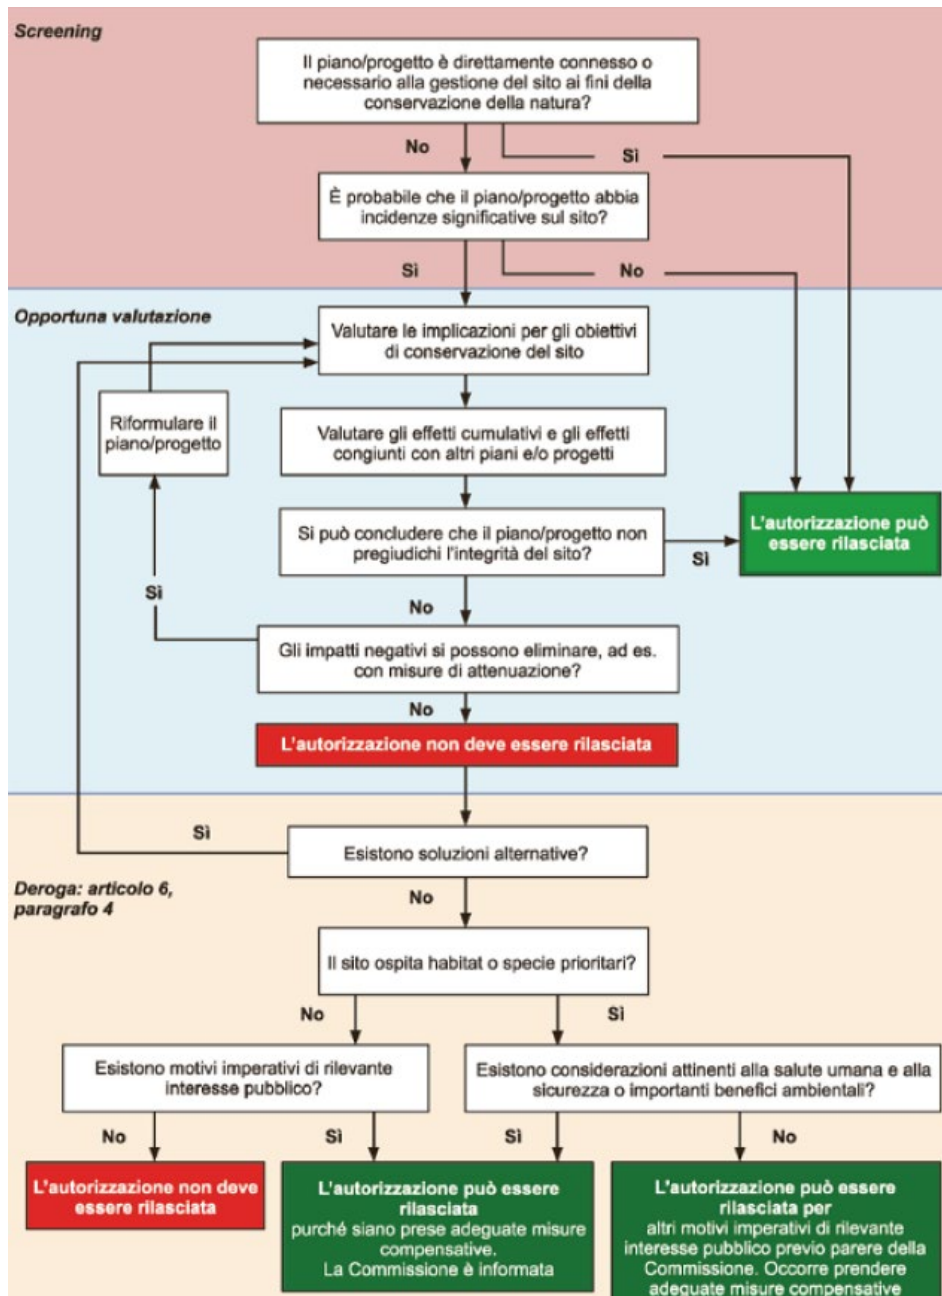 Screening
Il piano/progetto è direttamente connesso o
necessario alla gestione del sito ai fini della
conservazione della natura?
No
Sì
È probabile che il piano/progetto abbia
incidenze significative sul sito?
Sì
No
Opportuna valutazione
Valutare le implicazioni per gli obiettivi
di conservazione del sito
Riformulare il
piano/progetto
Valutare gli effetti cumulativi e gli effetti
congiunti con altri piani e/o progetti
Si può concludere che il piano/progetto non
pregiudichi l'integrità del sito?
Sì
L'autorizzazione può
essere rilasciata
Sì
No
Gli impatti negativi si possono eliminare, ad es.
con misure di attenuazione?
No
L'autorizzazione non deve essere rilasciata
Sì
Esistono soluzioni alternative?
Deroga: articolo 6,
paragrafo 4
No
Il sito ospita habitat o specie prioritari?
No
Sì
Esistono motivi imperativi di rilevante
interesse pubblico?
Esistono considerazioni attinenti alla salute umana e alla
sicurezza o importanti benefici ambientali?
No
Sì
Sì
No
L'autorizzazione non deve
essere rilasciata
L'autorizzazione può essere
rilasciata
purché siano prese adeguate misure
compensative.
La Commissione è informata
L'autorizzazione può essere
rilasciata per
altri motivi imperativi di rilevante
interesse pubblico previo parere della
Commissione. Occorre prendere
adeguate misure compensative